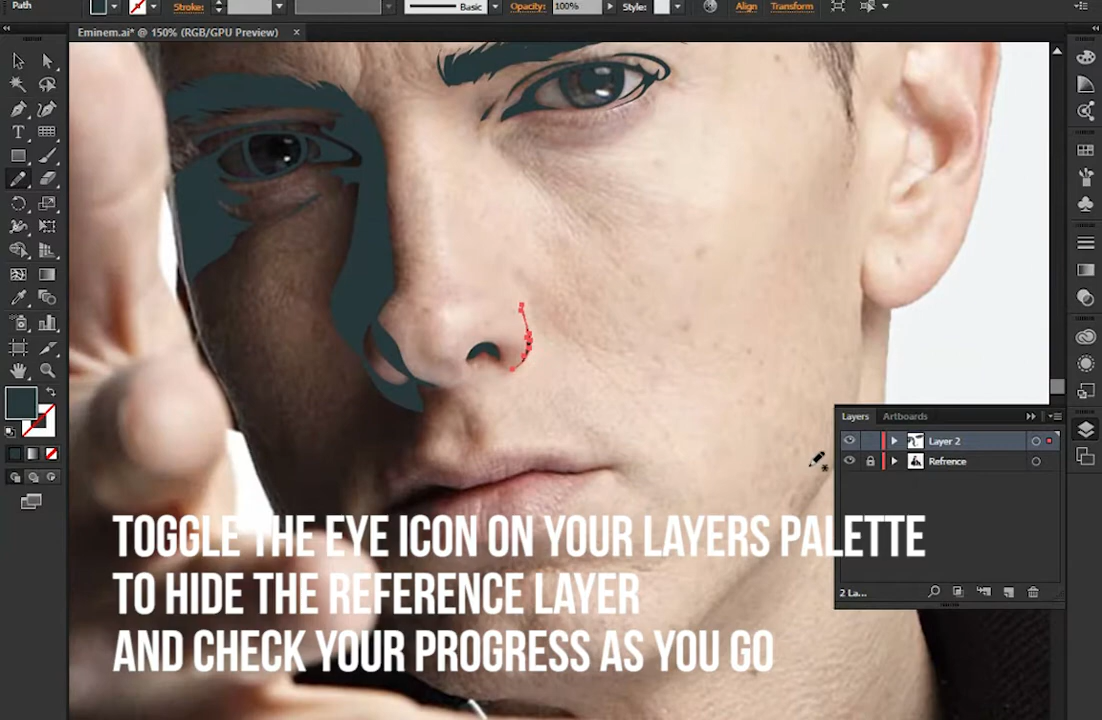 Path
Stroke:
Basic
Opacity: 100%
Style:
Align
Transform
Eminem.ai* @ 150% (RGB/GPU Preview) ×
Layers Artboards
Layer 2
Refrence
TOGGLE THE EYE ICON ON YOUR LAYERS PALETTE
TO HIDE THE REFERENCE LAYER
AND CHECK YOUR PROGRESS AS YOU GO
2 La...